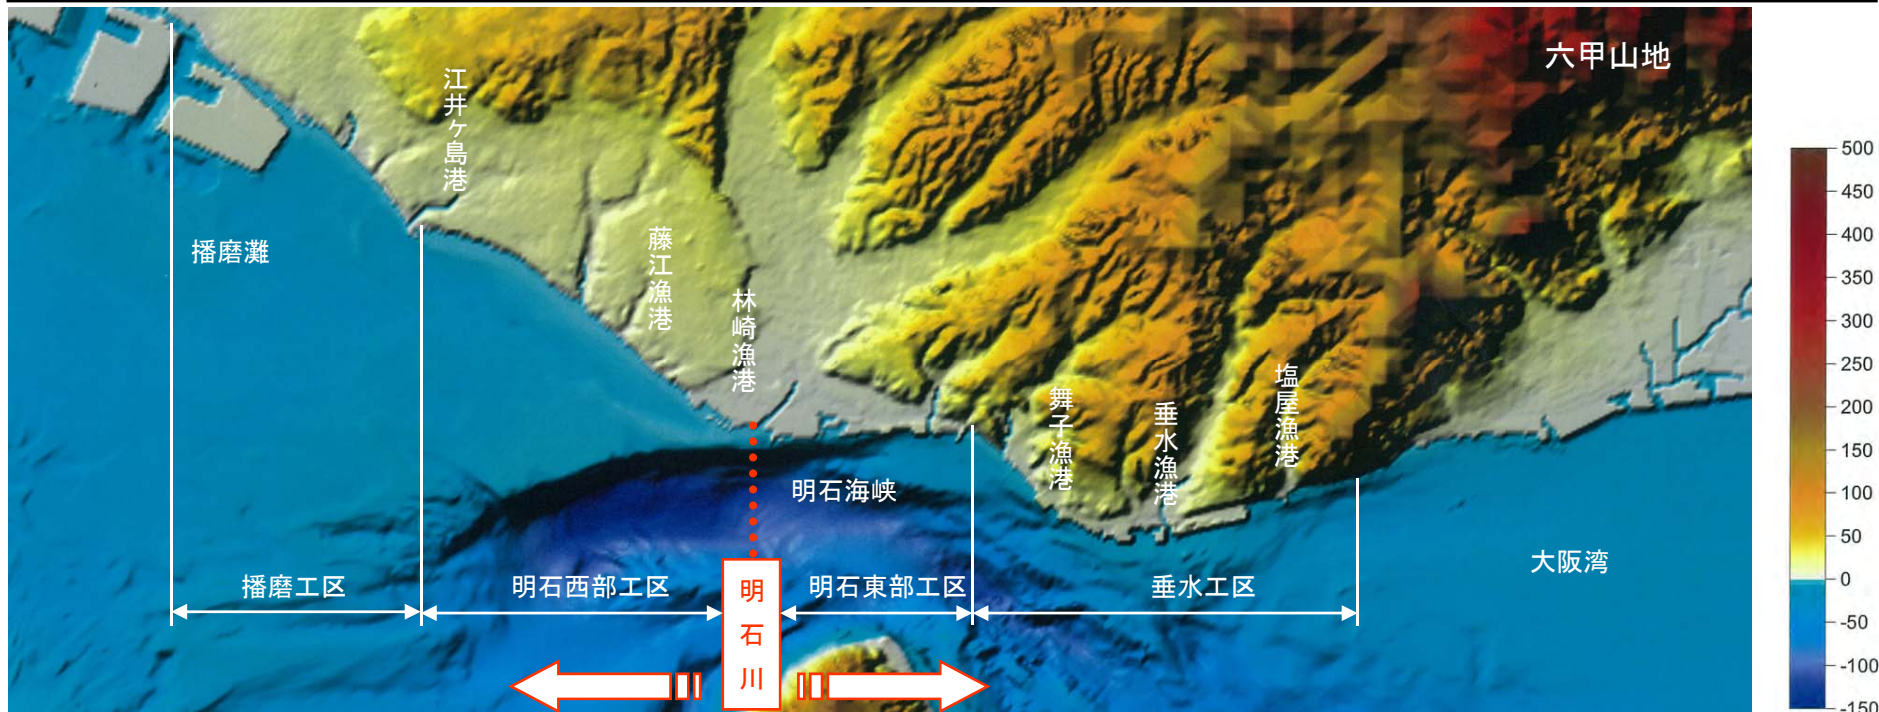 六甲山地
江井ヶ島港
播磨灘
藤江漁港
林崎漁港
舞子漁港
垂水漁港
塩屋漁港
明石海峡
大阪湾
播磨工区
明石西部工区
明石川
明石東部工区
垂水工区
500
450
400
350
300
250
200
150
100
50
0
-50
-100
-150